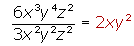 6x³y⁴z² / 3x²y²z² = 2xy²